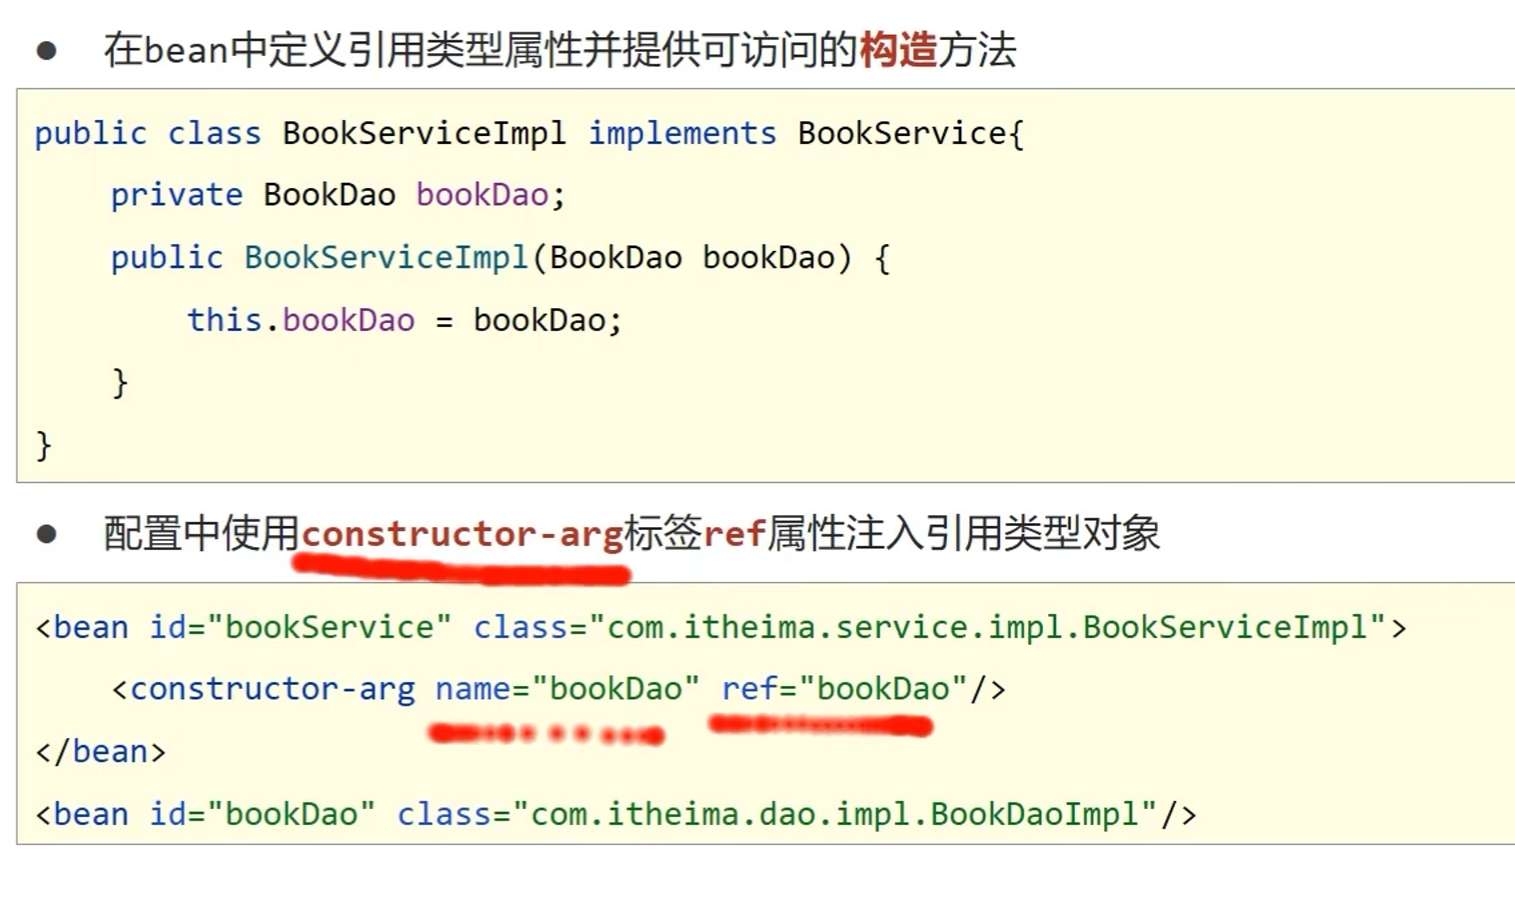 ● 在bean中定义引用类型属性并提供可访问的构造方法
public class BookServiceImpl implements BookService{
    private BookDao bookDao;
    public BookServiceImpl(BookDao bookDao) {
        this.bookDao = bookDao;
    }
}
● 配置中使用constructor-arg标签ref属性注入引用类型对象
<bean id="bookService" class="com.itheima.service.impl.BookServiceImpl">
    <constructor-arg name="bookDao" ref="bookDao"/>
</bean>
<bean id="bookDao" class="com.itheima.dao.impl.BookDaoImpl"/>